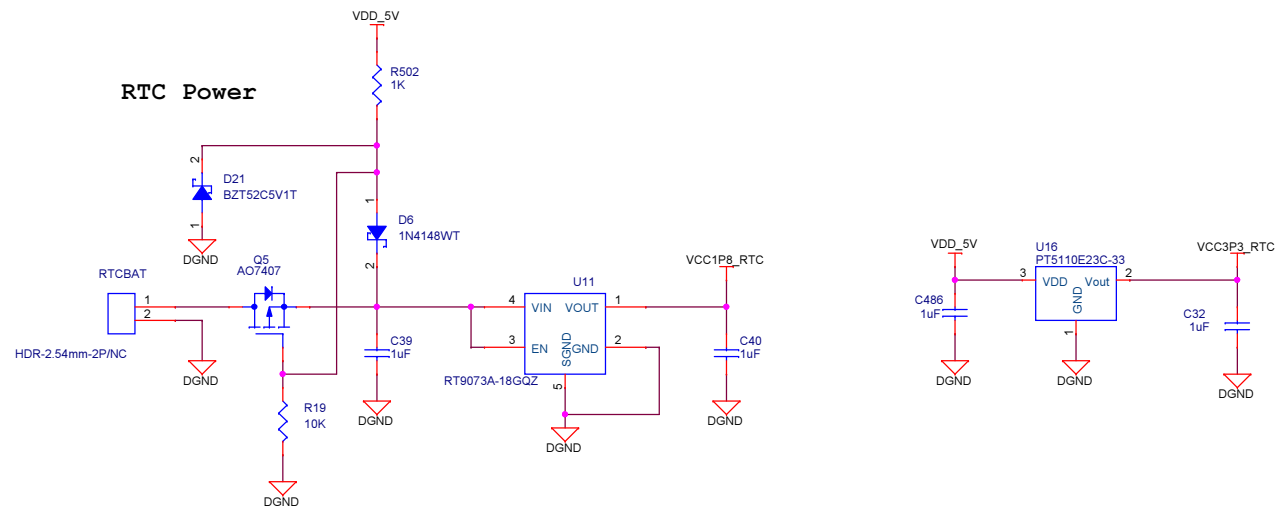 VDD_5V
R502
1K
RTC Power
2
D21
BZT52C5V1T
1
DGND
1
D6
1N4148WT
2
Q5
AO7407
RTCBAT
1
2
HDR-2.54mm-2P/NC
DGND
C39
1uF
DGND
R19
10K
DGND
U11
4
VIN
VOUT
1
3
EN
SGND
GND
2
5
RT9073A-18GQZ
DGND
VCC1P8_RTC
C40
1uF
DGND
VDD_5V
U16
PT5110E23C-33
3
VDD
Vout
2
GND
1
C486
1uF
DGND
DGND
VCC3P3_RTC
C32
1uF
DGND